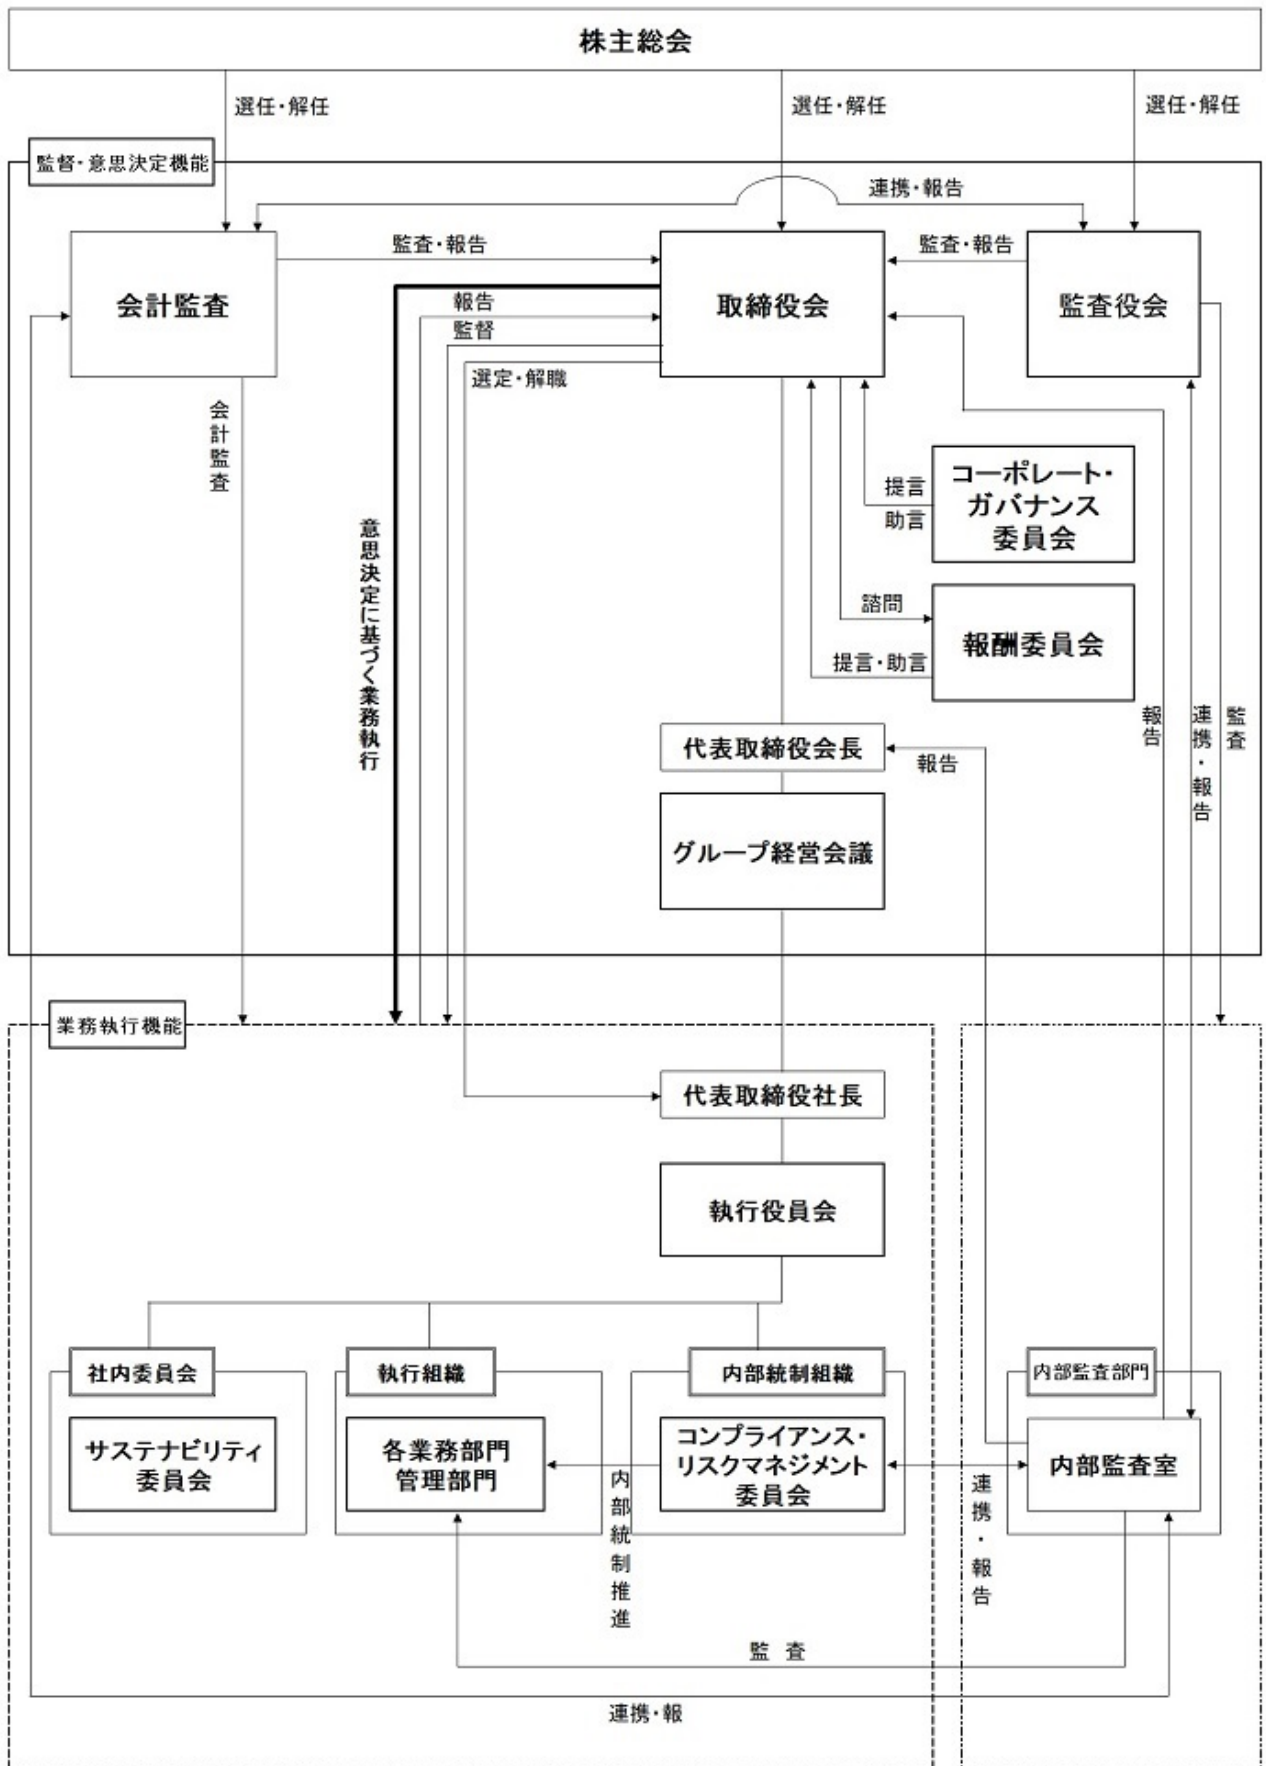 株主総会
選任・解任
選任・解任
選任・解任
監督・意思決定機能
連携・報告
監査・報告
監査・報告
会計監査
取締役会
監査役会
報告
監督
選定・解職
会計監査
意思決定に基づく業務執行
コーポレート・
ガバナンス
委員会
提言
助言
諮問
報酬委員会
提言・助言
報告
連携・報告
監査
代表取締役会長
報告
グループ経営会議
業務執行機能
代表取締役社長
執行役員会
社内委員会
執行組織
内部統制組織
内部監査部門
サステナビリティ
委員会
各業務部門
管理部門
コンプライアンス・
リスクマネジメント
委員会
内部監査室
内部統制推進
連携・報告
監 査
連携・報